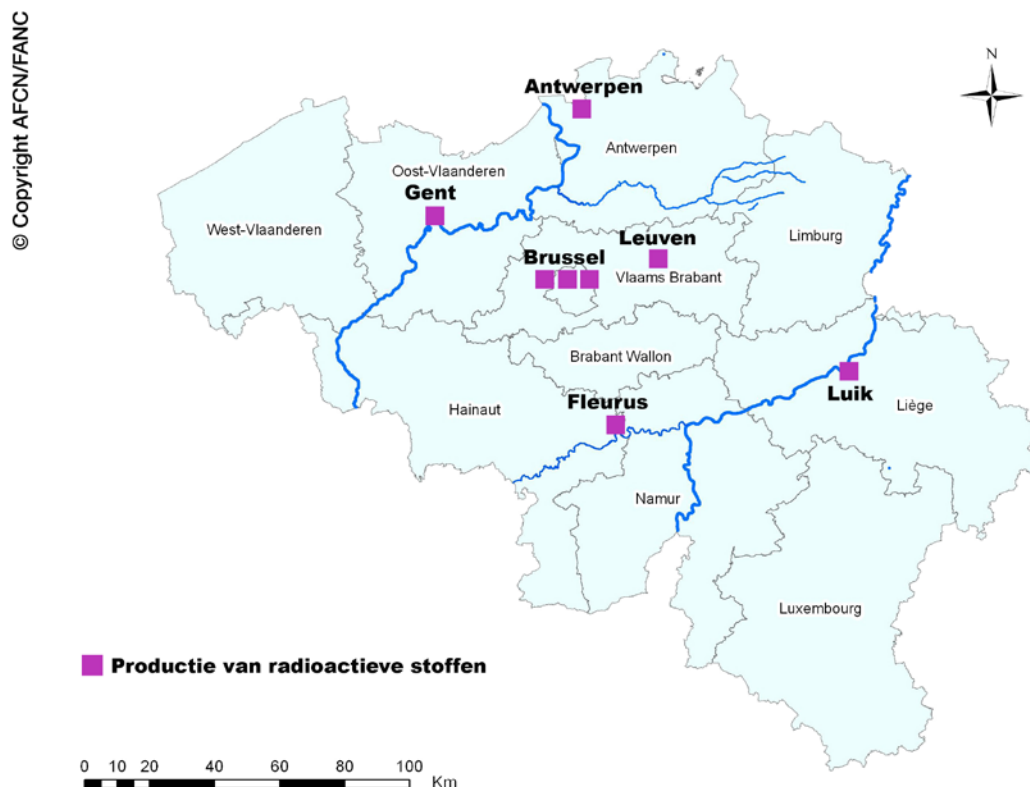 © Copyright AFCN/FANC
N
Antwerpen
Antwerpen
Oost-Vlaanderen
Gent
West-Vlaanderen
Limburg
Leuven
Brussel
Vlaams Brabant
Brabant Wallon
Luik
Liège
Hainaut
Fleurus
Namur
Luxembourg
Productie van radioactieve stoffen
0 10 20 40 60 80 100
Km